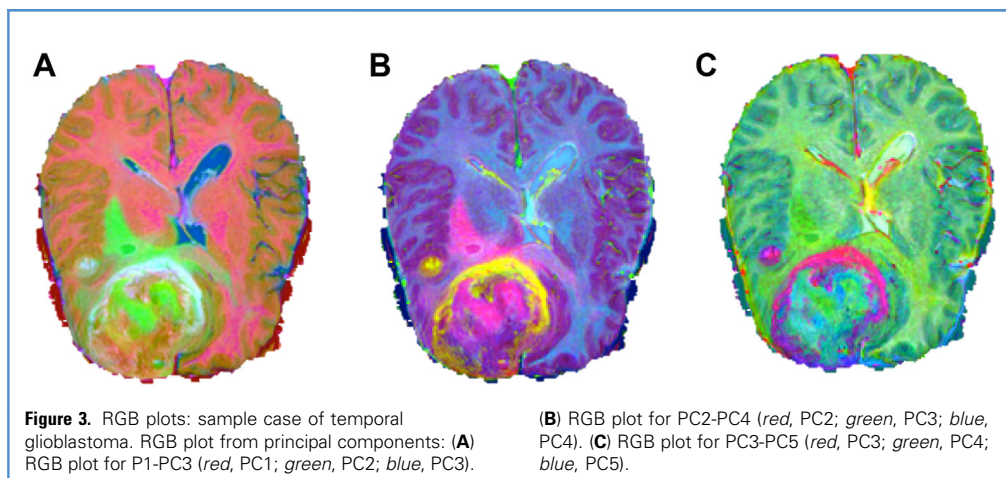 A
B
C
Figure 3. RGB plots: sample case of temporal
glioblastoma. RGB plot from principal components: (A)
RGB plot for P1-PC3 (red, PC1; green, PC2; blue, PC3).
(B) RGB plot for PC2-PC4 (red, PC2; green, PC3; blue,
PC4). (C) RGB plot for PC3-PC5 (red, PC3; green, PC4;
blue, PC5).